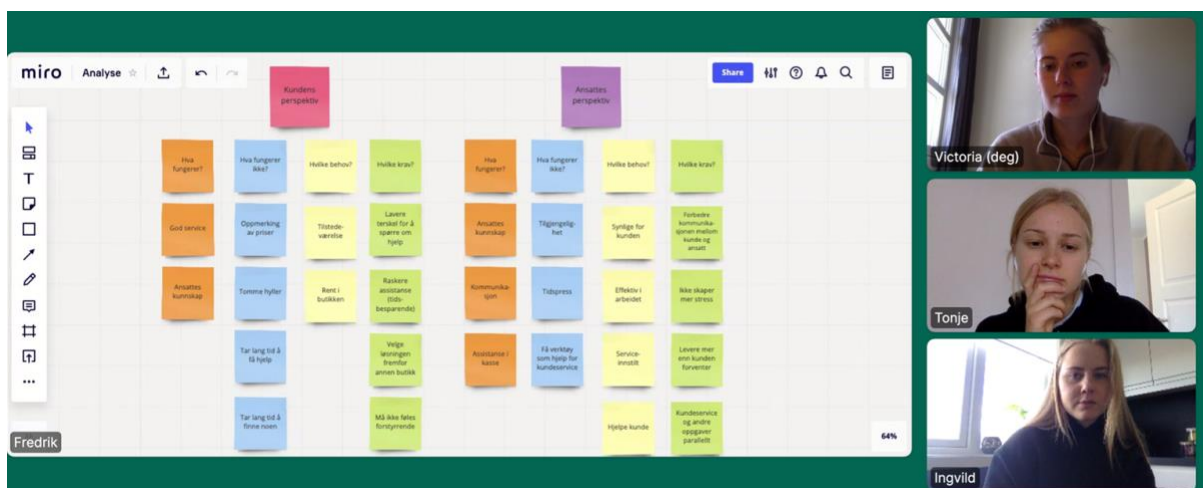 miro
Analyse
Share
Kundens
perspektiv
Ansattes
perspektiv
Hva
fungerer?
Hva fungerer
ikke?
Hvilke behov?
Hvilke krav?
God service
Oppmerking
av priser
Tilstede-
værelse
Lavere
terskel for å
spørre om
hjelp
Ansattes
kunnskap
Tomme hyller
Rent i
butikken
Raskere
assistanse
(tids-
besparende)
Tar lang tid å
få hjelp
Velge
løsningen
fremfor
annen butikk
Tar lang tid å
finne noen
Må ikke føles
forstyrrende
Hva
fungerer?
Hva fungerer
ikke?
Hvilke behov?
Hvilke krav?
Ansattes
kunnskap
Tilgjengelig-
het
Synlige for
kunden
Forbedre
kommunika-
sjonen mellom
kunde og
ansatt
Kommunika-
sjon
Tidspress
Effektiv i
arbeidet
Ikke skaper
mer stress
Assistanse i
kasse
Få verktøy
som hjelp for
kundeservice
Service-
innstilt
Levere mer
enn kunden
forventer
Hjelpe kunde
Kundeservice
og andre
oppgaver
parallellt
64%
Fredrik
Victoria (deg)
Tonje
Ingvild